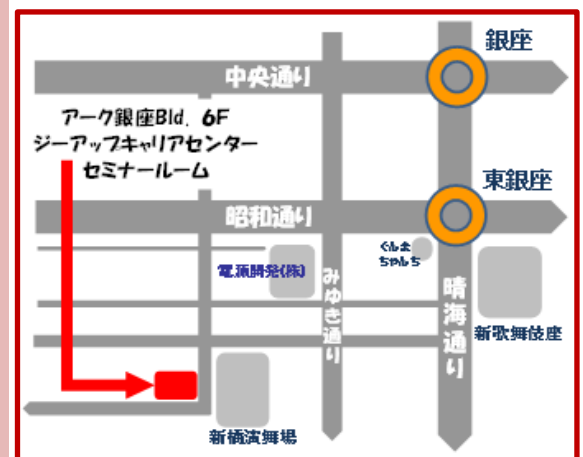 銀座
中央通り
アーク銀座Bld. 6F
ジーアップキャリアセンター
セミナールーム
東銀座
昭和通り
ぐんま
ちゃんち
電源開発(株)
みゆき通り
晴海通り
新歌舞伎座
新橋演舞場